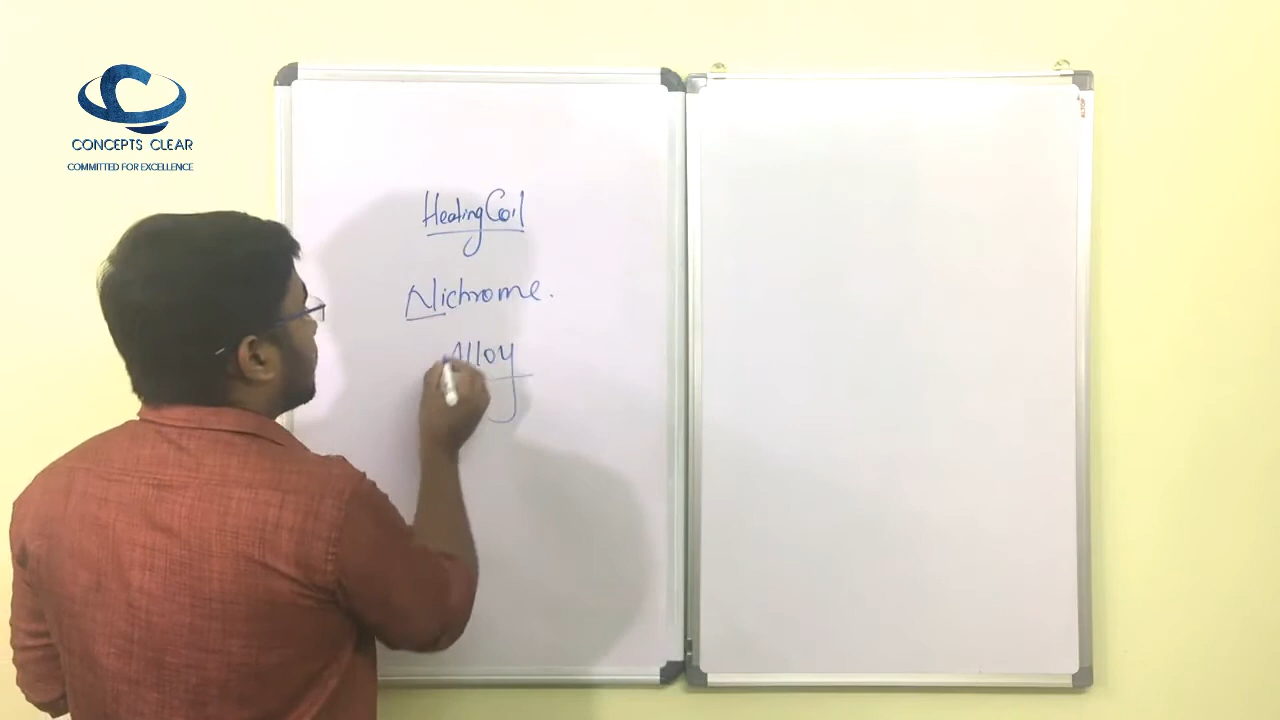 CONCEPTS CLEAR
COMMITTED FOR EXCELLENCE
Heating Coil
Nichrome.
Alloy